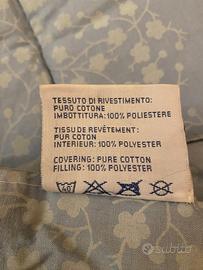 TESSUTO DI RIVESTIMENTO:
PURO COTONE
IMBOTTITURA: 100% POLIESTERE
TISSU DE REVÊTEMENT:
PUR COTON
INTERIEUR: 100% POLYESTER
COVERING: PURE COTTON
FILLING: 100% POLYESTER
subito